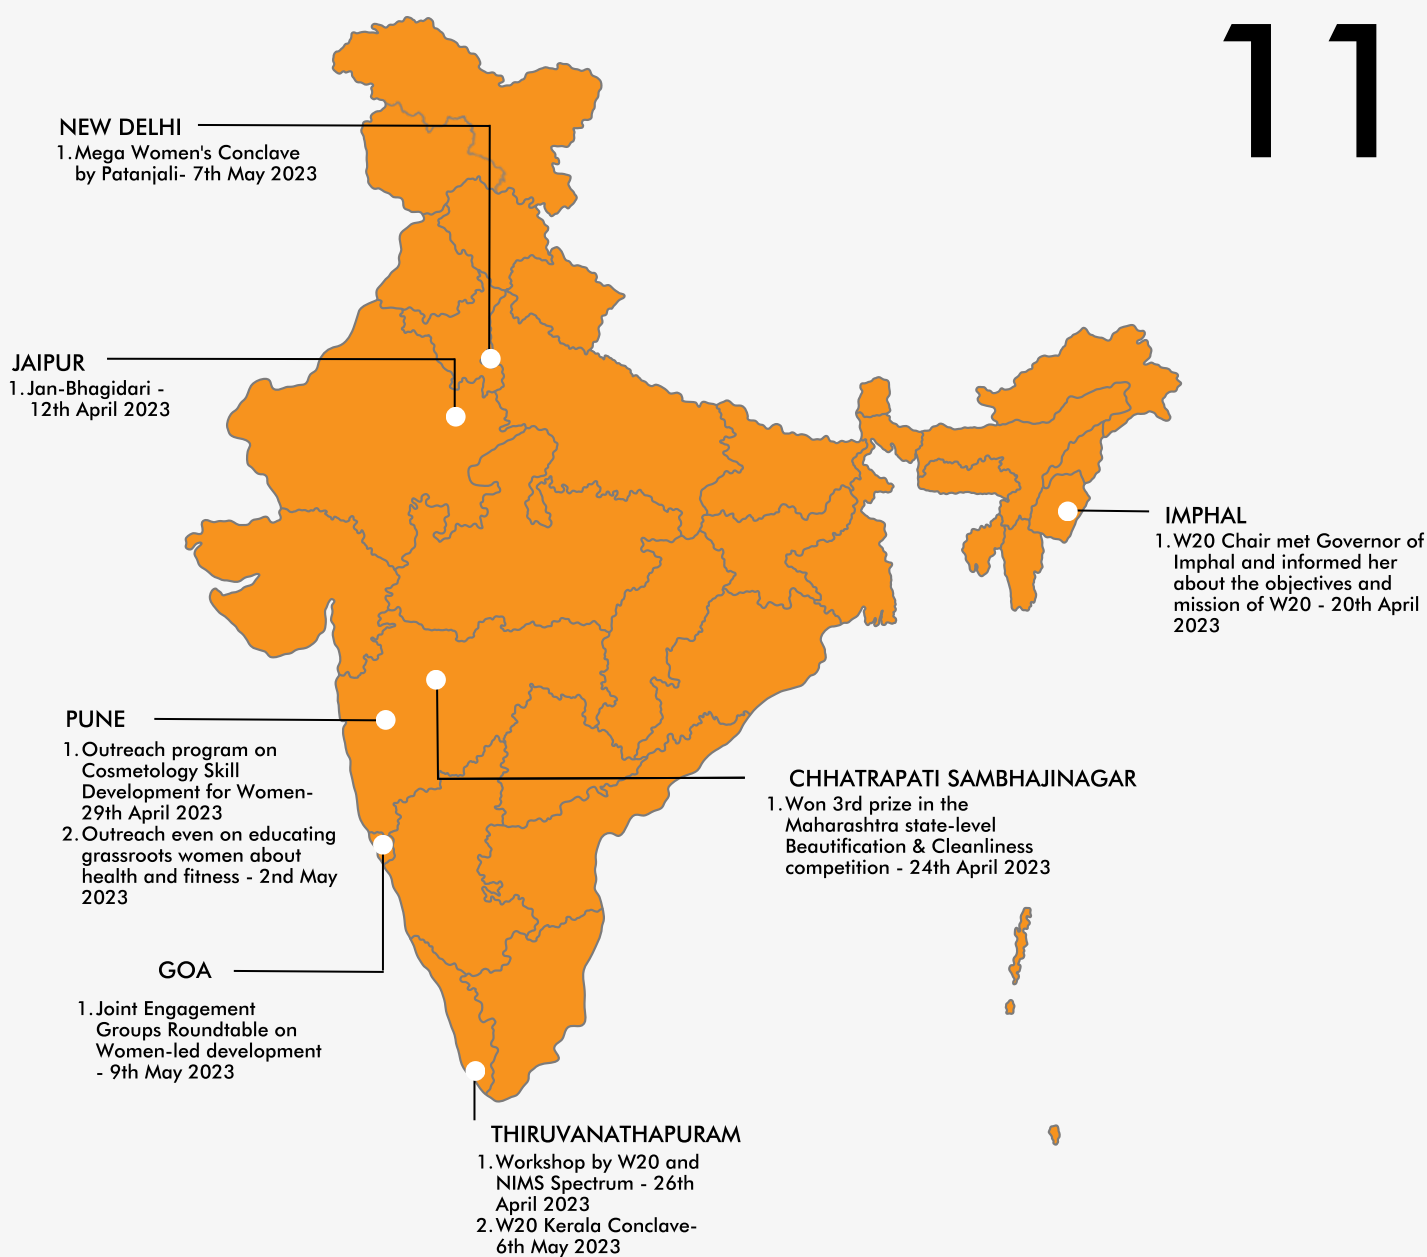 11
NEW DELHI
1. Mega Women's Conclave
by Patanjali- 7th May 2023
JAIPUR
1. Jan-Bhagidari -
12th April 2023
IMPHAL
1. W20 Chair met Governor of
Imphal and informed her
about the objectives and
mission of W20 - 20th April
2023
PUNE
1. Outreach program on
Cosmetology Skill
Development for Women-
29th April 2023
2. Outreach even on educating
grassroots women about
health and fitness - 2nd May
2023
CHHATRAPATI SAMBHAJINAGAR
1. Won 3rd prize in the
Maharashtra state-level
Beautification & Cleanliness
competition - 24th April 2023
GOA
1. Joint Engagement
Groups Roundtable on
Women-led development
- 9th May 2023
THIRUVANATHAPURAM
1. Workshop by W20 and
NIMS Spectrum - 26th
April 2023
2. W20 Kerala Conclave-
6th May 2023